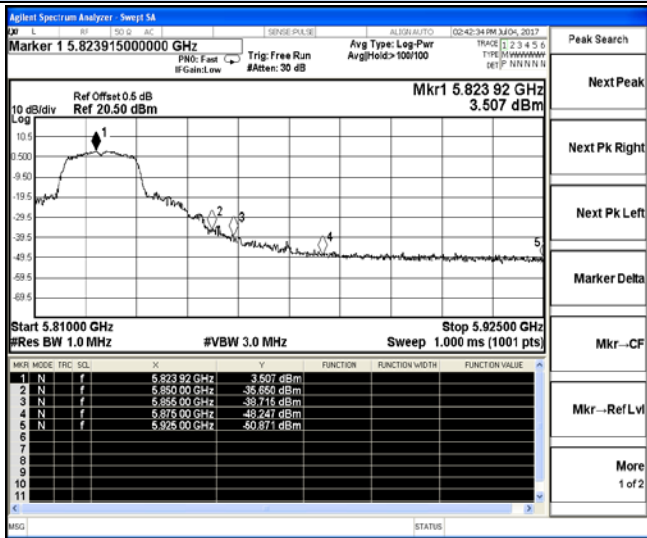 Agilent Spectrum Analyzer - Swept SA
L RF 50 Ω AC SENSE:PULSE ALIGN AUTO 02:42:34 PM Jul 04, 2017
Marker 1 5.823915000000 GHz
PNO: Fast
IFGain:Low
Trig: Free Run
#Atten: 30 dB
Avg Type: Log-Pwr
Avg|Hold:>100/100
TRACE 1 2 3 4 5 6
TYPE M W W W W W
DET P N N N N N
Peak Search
Ref Offset 0.5 dB
Ref 20.50 dBm
10 dB/div
Log
Mkr1 5.823 92 GHz
3.507 dBm
10.5
0.500
-9.50
-19.5
-29.5
-39.5
-49.5
-59.5
-69.5
1
2
3
4
5
Start 5.81000 GHz
Stop 5.92500 GHz
#Res BW 1.0 MHz
#VBW 3.0 MHz
Sweep 1.000 ms (1001 pts)
MKR MODE TRC SCL X Y FUNCTION FUNCTION WIDTH FUNCTION VALUE
1 N f 5.823 92 GHz 3.507 dBm
2 N f 5.850 00 GHz -35.650 dBm
3 N f 5.855 00 GHz -38.715 dBm
4 N f 5.875 00 GHz -48.247 dBm
5 N f 5.925 00 GHz -50.871 dBm
6
7
8
9
10
11
MSG
STATUS
Next Peak
Next Pk Right
Next Pk Left
Marker Delta
Mkr→CF
Mkr→Ref Lvl
More
1 of 2